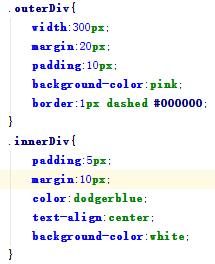 .outerDiv{
width:300px;
margin:20px;
padding:10px;
background-color:pink;
border:1px dashed #000000;
}
.innerDiv{
padding:5px;
margin:10px;
color:dodgerblue;
text-align:center;
background-color:white;
}